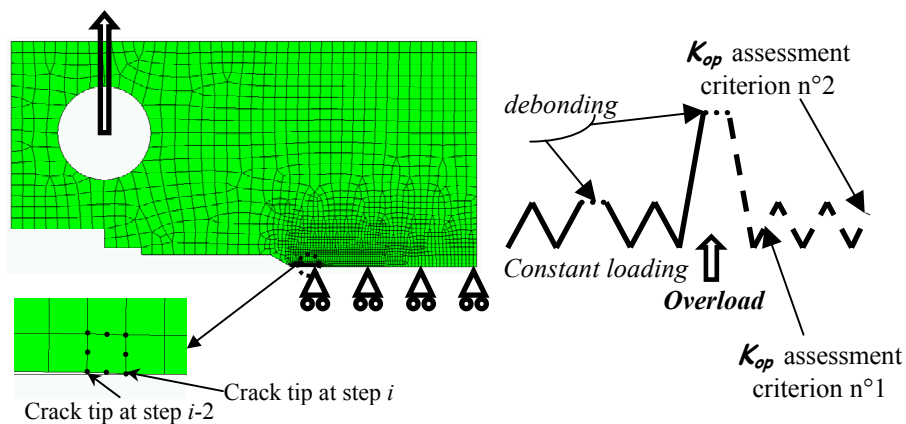 K_op assessment
criterion n°2
debonding
Constant loading
Overload
K_op assessment
criterion n°1
Crack tip at step i
Crack tip at step i-2